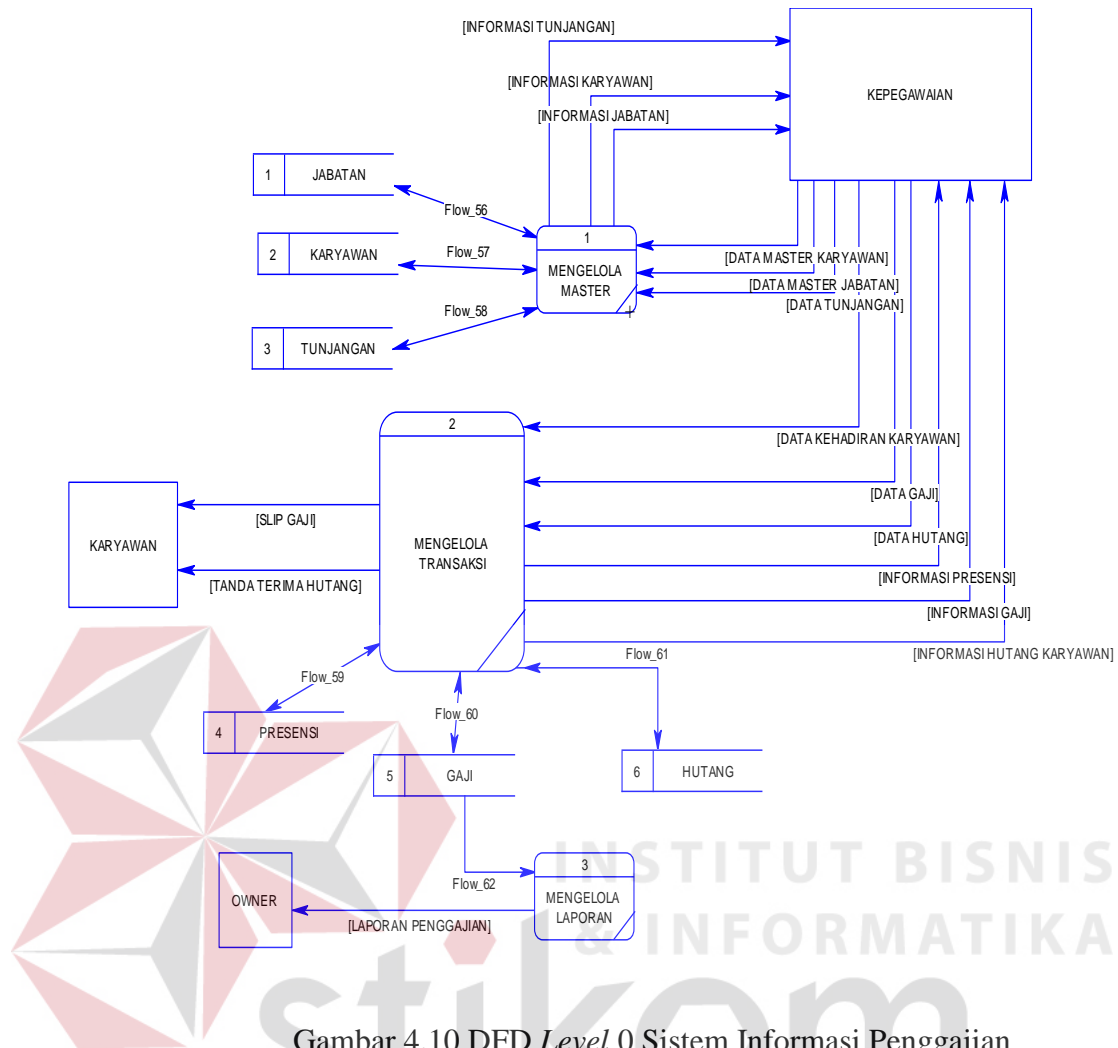 [INFORMASI TUNJANGAN]
[INFORMASI KARYAWAN]
[INFORMASI JABATAN]
KEPEGAWAIAN
1 JABATAN
Flow_56
2 KARYAWAN
Flow_57
1
MENGELOLA
MASTER
[DATA MASTER KARYAWAN]
[DATA MASTER JABATAN]
[DATA TUNJANGAN]
Flow_58
3 TUNJANGAN
2
MENGELOLA
TRANSAKSI
[DATA KEHADIRAN KARYAWAN]
[DATA GAJI]
[DATA HUTANG]
[INFORMASI PRESENSI]
[INFORMASI GAJI]
[INFORMASI HUTANG KARYAWAN]
KARYAWAN
[SLIP GAJI]
[TANDA TERIMA HUTANG]
Flow_59
Flow_60
Flow_61
4 PRESENSI
5 GAJI
6 HUTANG
Flow_62
3
MENGELOLA
LAPORAN
OWNER
[LAPORAN PENGGAJIAN]
INSTITUT BISNIS
& INFORMATIKA
stikom
Gambar 4.10 DFD Level 0 Sistem Informasi Penggajian